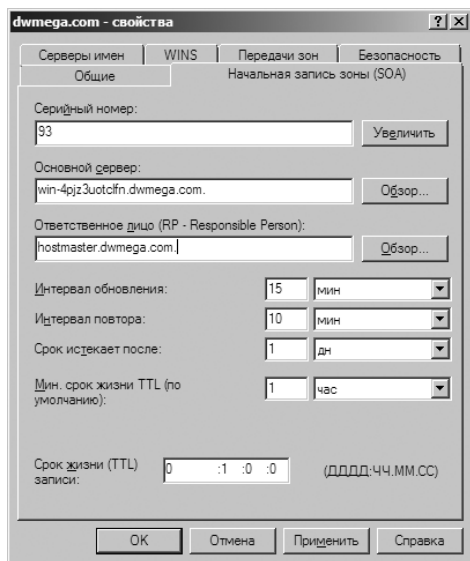 dwmega.com - свойства
Серверы имен WINS Передачи зон Безопасность
Общие Начальная запись зоны (SOA)
Серийный номер:
93 Увеличить
Основной сервер:
win-4pjz3uotclfn.dwmega.com. Обзор...
Ответственное лицо (RP - Responsible Person):
hostmaster.dwmega.com. Обзор...
Интервал обновления: 15 мин
Интервал повтора: 10 мин
Срок истекает после: 1 дн
Мин. срок жизни TTL (по
умолчанию): 1 час
Срок жизни (TTL)
записи: 0 :1 :0 :0 (ДДДД:ЧЧ.ММ.СС)
OK Отмена Применить Справка